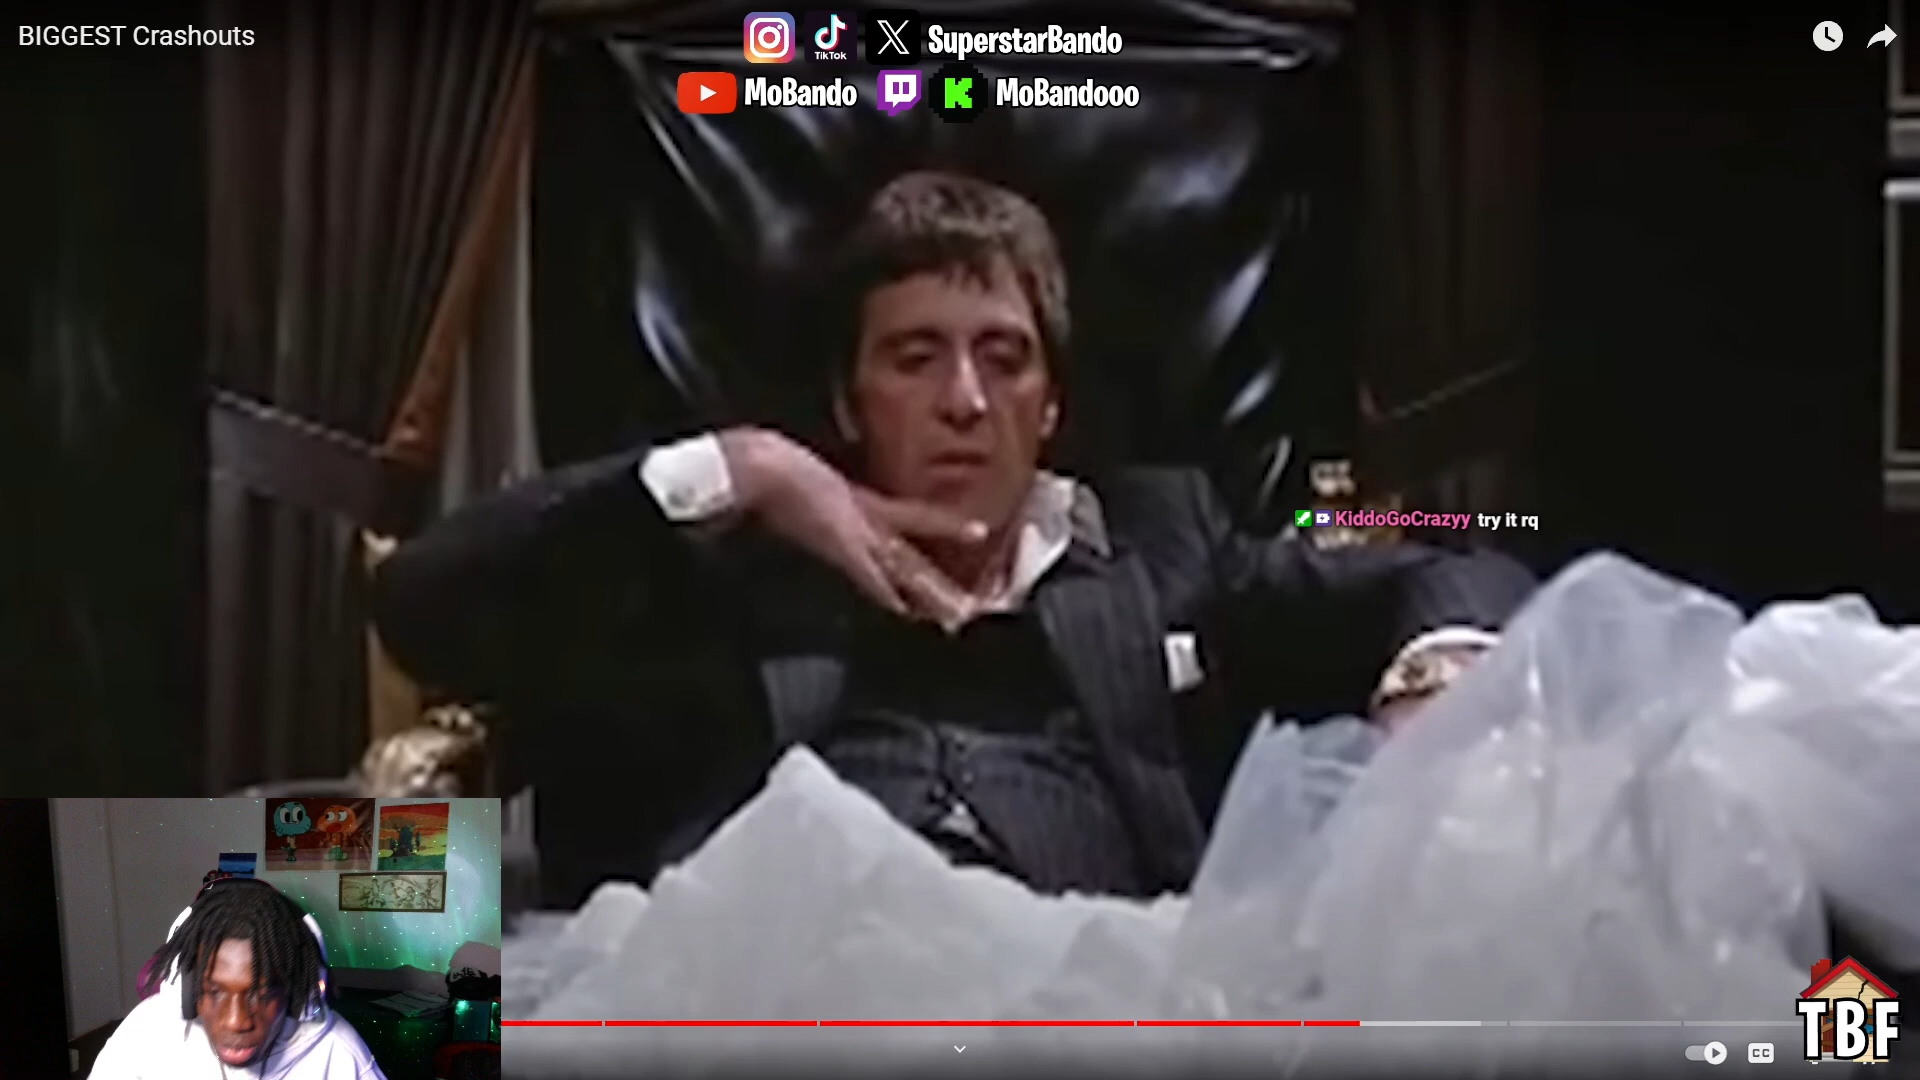 BIGGEST Crashouts
TikTok
SuperstarBando
MoBando
K
MoBandooo
KiddoGoCrazyy try it rq
TBF
CC